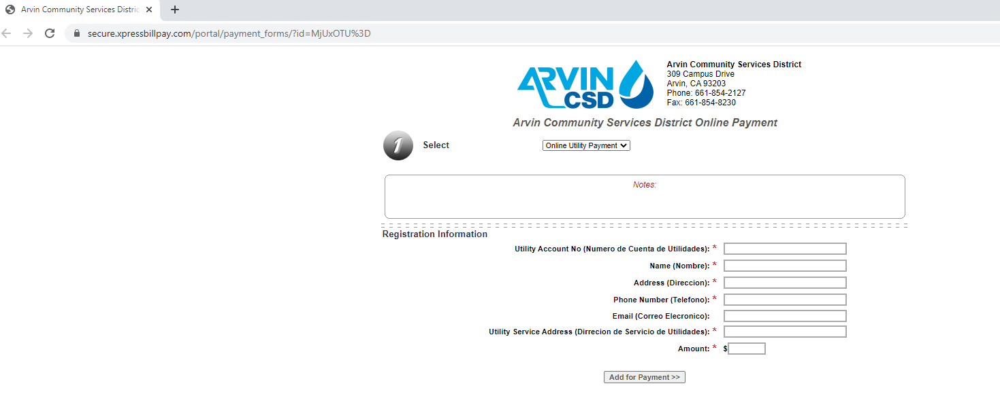 Arvin Community Services Distric
secure.xpressbillpay.com/portal/payment_forms/?id=MjUxOTU%3D
ARVIN
CSD
Arvin Community Services District
309 Campus Drive
Arvin, CA 93203
Phone: 661-854-2127
Fax: 661-854-8230
Arvin Community Services District Online Payment
1 Select Online Utility Payment
Notes:
Registration Information
Utility Account No (Numero de Cuenta de Utilidades): *
Name (Nombre): *
Address (Direccion): *
Phone Number (Telefono): *
Email (Correo Elecronico):
Utility Service Address (Dirrecion de Servicio de Utilidades): *
Amount: * $
Add for Payment >>